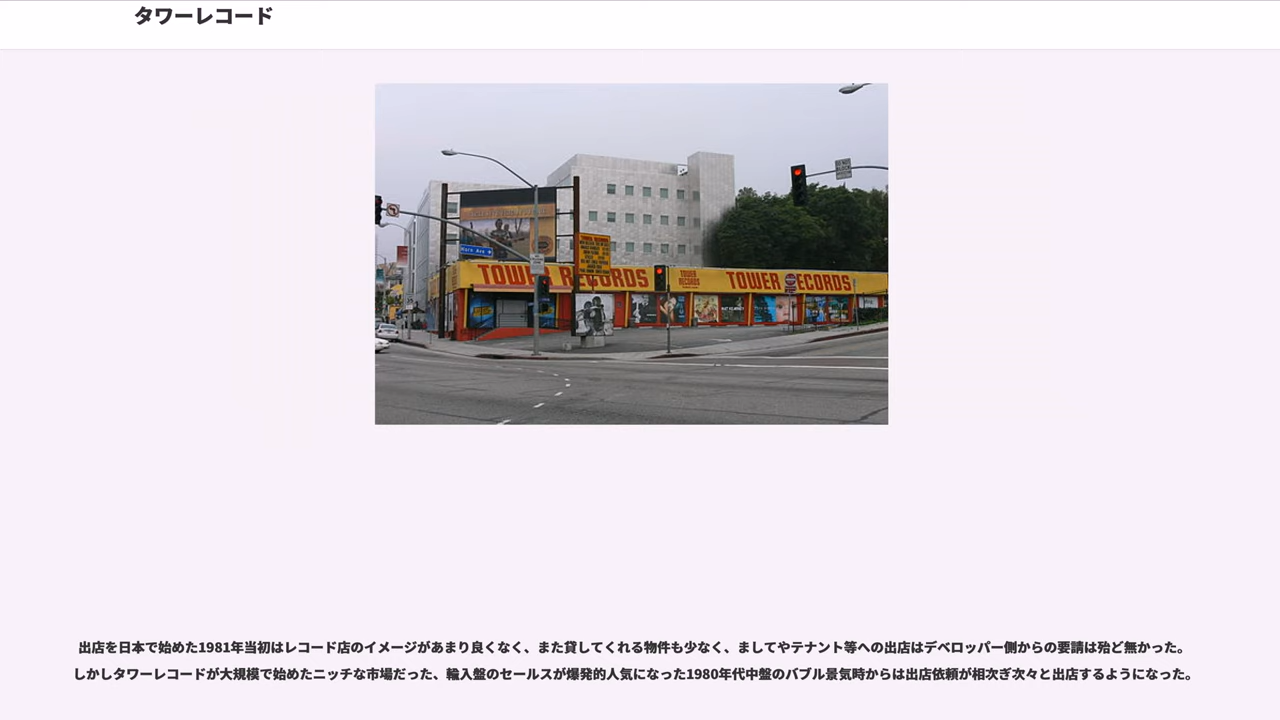 タワーレコード
Horn Ave
TOWER RECORDS
TOWER RECORDS
TOWER RECORDS
出店を日本で始めた1981年当初はレコード店のイメージがあまり良くなく、また貸してくれる物件も少なく、ましてやテナント等への出店はデベロッパー側からの要請は殆ど無かった。
しかしタワーレコードが大規模で始めたニッチな市場だった、輸入盤のセールスが爆発的人気になった1980年代中盤のバブル景気時からは出店依頼が相次ぎ次々と出店するようになった。